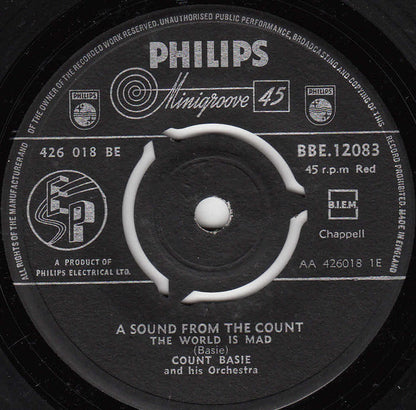 ALL RIGHTS OF THE MANUFACTURER AND OF THE OWNER OF THE RECORDED WORK RESERVED. UNAUTHORISED PUBLIC PERFORMANCE, BROADCASTING AND COPYING OF THIS RECORD PROHIBITED. MADE IN ENGLAND
PHILIPS
Minigroove 45
PHILIPS PHILIPS
426 018 BE
BBE.12083
45 r.p.m Red
EP
B.I.E.M.
Chappell
A PRODUCT OF
PHILIPS ELECTRICAL LTD.
AA 426018 1E
A SOUND FROM THE COUNT
THE WORLD IS MAD
(Basie)
COUNT BASIE
and his Orchestra